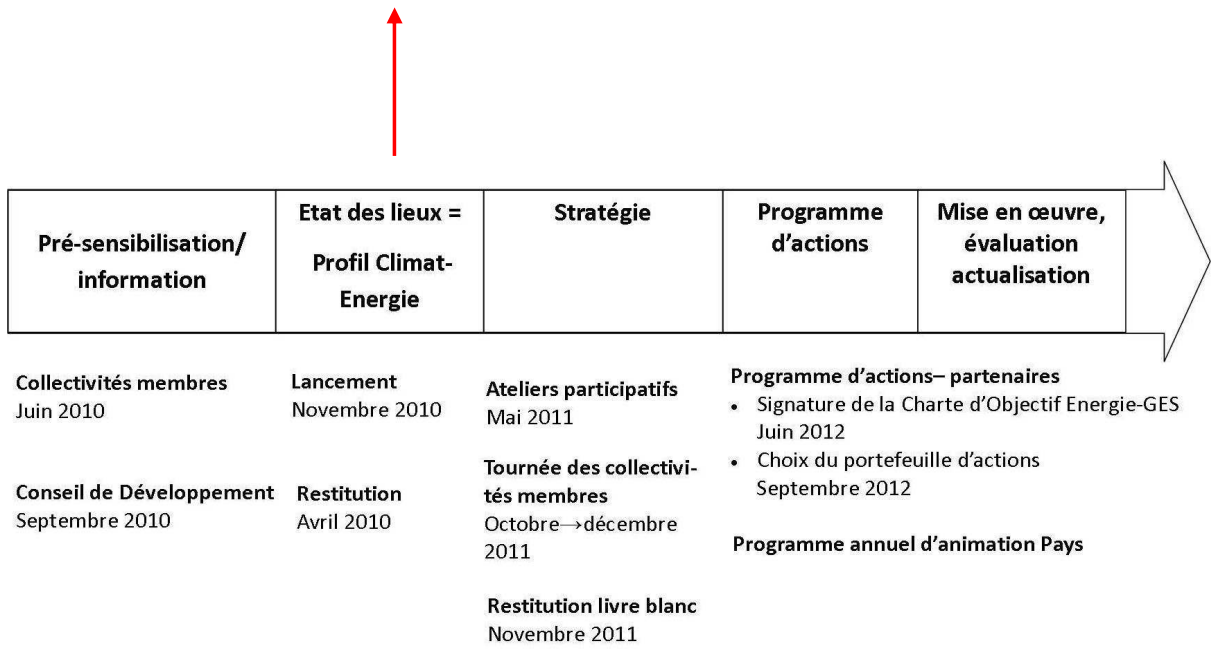 Pré-sensibilisation/
information
Etat des lieux =
Profil Climat-
Energie
Stratégie
Programme
d’actions
Mise en œuvre,
évaluation
actualisation
Collectivités membres
Juin 2010
Conseil de Développement
Septembre 2010
Lancement
Novembre 2010
Restitution
Avril 2010
Ateliers participatifs
Mai 2011
Tournée des collectivi-
tés membres
Octobre→décembre
2011
Restitution livre blanc
Novembre 2011
Programme d’actions– partenaires
• Signature de la Charte d’Objectif Energie-GES
Juin 2012
• Choix du portefeuille d’actions
Septembre 2012
Programme annuel d’animation Pays